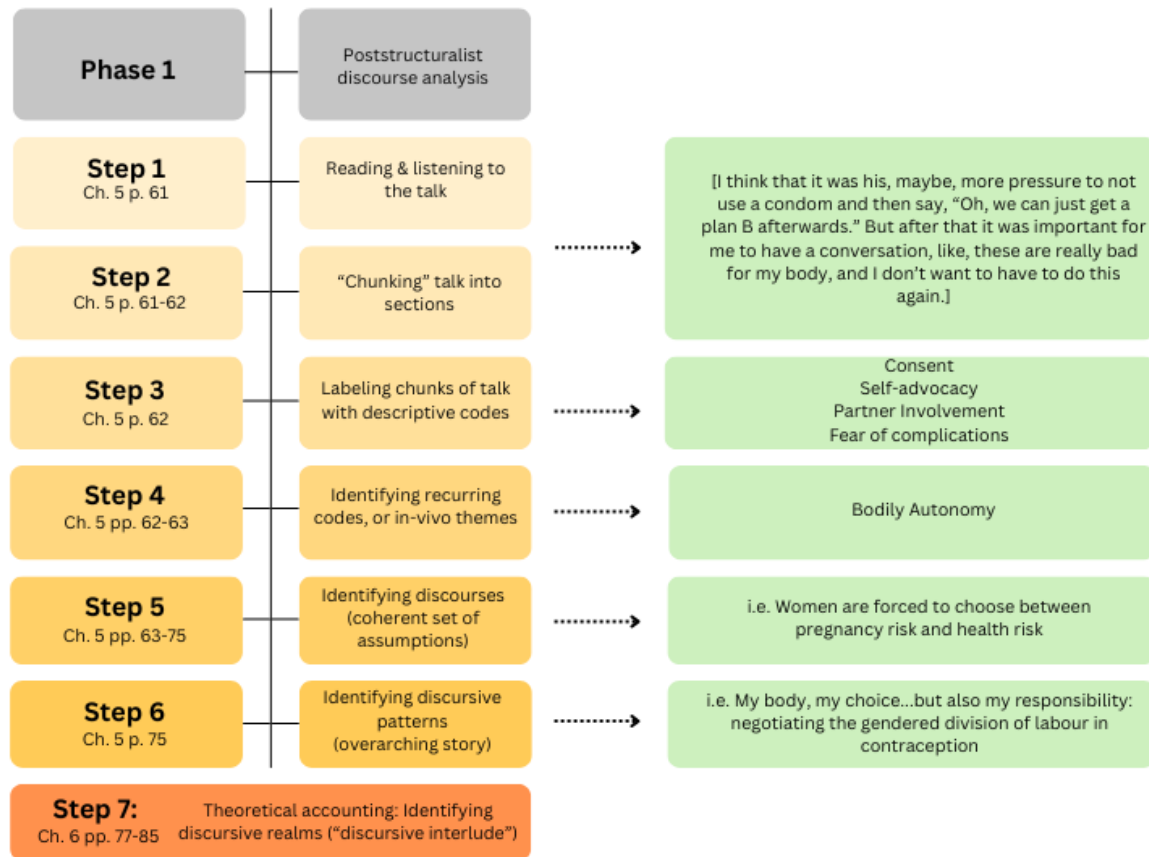 Phase 1
Poststructuralist
discourse analysis
Step 1
Ch. 5 p. 61
Reading & listening to
the talk
Step 2
Ch. 5 p. 61-62
“Chunking” talk into
sections
[I think that it was his, maybe, more pressure to not
use a condom and then say, “Oh, we can just get a
plan B afterwards.” But after that it was important for
me to have a conversation, like, these are really bad
for my body, and I don’t want to have to do this
again.]
Step 3
Ch. 5 p. 62
Labeling chunks of talk
with descriptive codes
Consent
Self-advocacy
Partner Involvement
Fear of complications
Step 4
Ch. 5 pp. 62-63
Identifying recurring
codes, or in-vivo themes
Bodily Autonomy
Step 5
Ch. 5 pp. 63-75
Identifying discourses
(coherent set of
assumptions)
i.e. Women are forced to choose between
pregnancy risk and health risk
Step 6
Ch. 5 p. 75
Identifying discursive
patterns
(overarching story)
i.e. My body, my choice...but also my responsibility:
negotiating the gendered division of labour in
contraception
Step 7:
Ch. 6 pp. 77-85
Theoretical accounting: Identifying
discursive realms (“discursive interlude”)